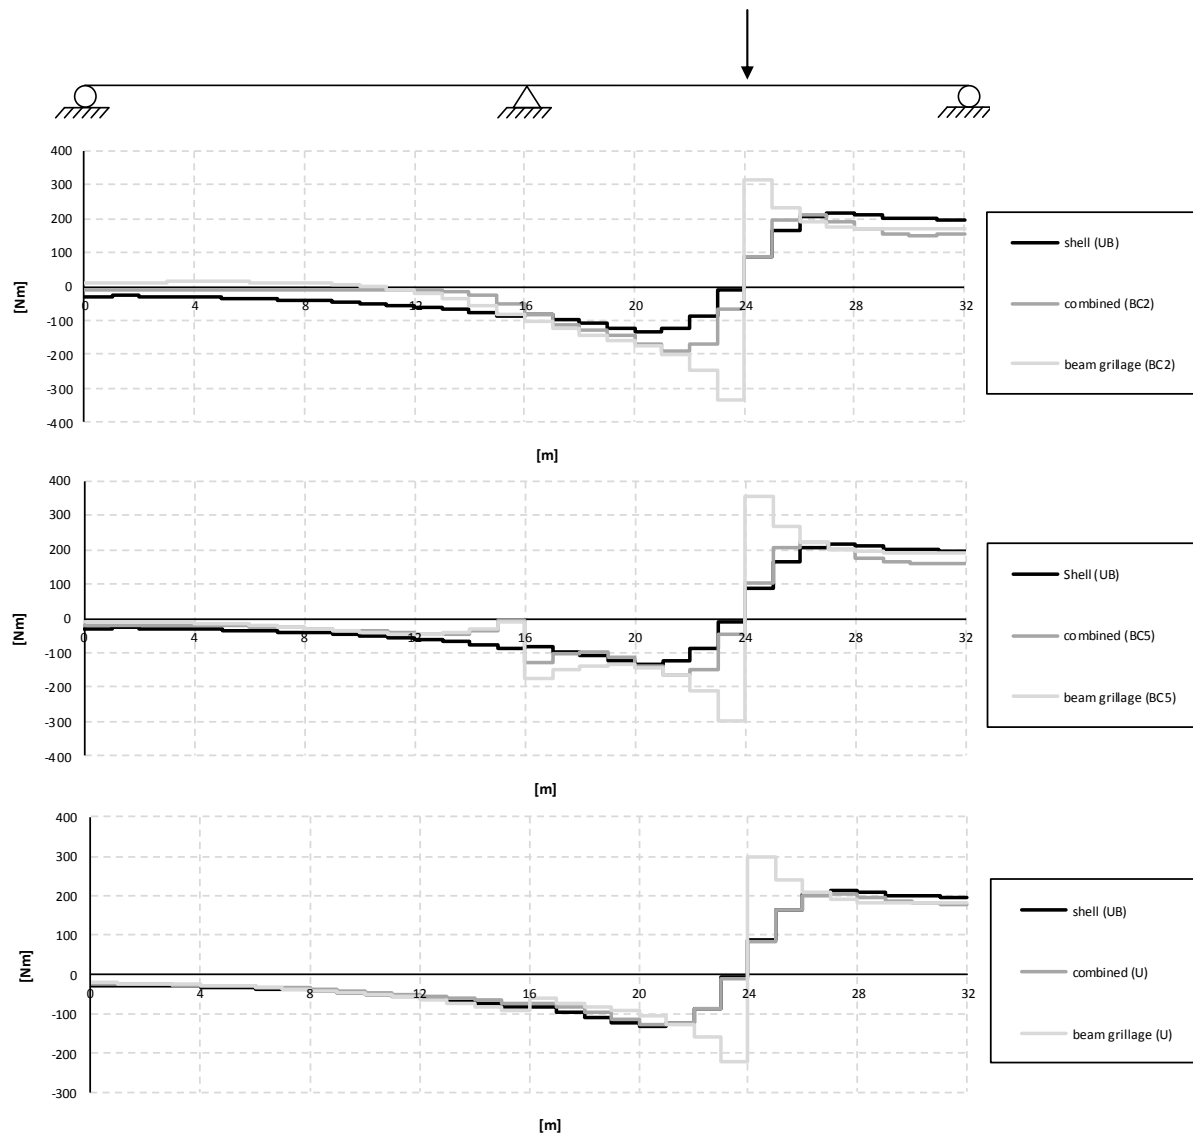 400
300
200
100
0
-100
-200
-300
-400
0 4 8 12 16 20 24 28 32
[Nm]
[m]
shell (UB)
combined (BC2)
beam grillage (BC2)
400
300
200
100
0
-100
-200
-300
-400
0 4 8 12 16 20 24 28 32
[Nm]
[m]
Shell (UB)
combined (BC5)
beam grillage (BC5)
400
300
200
100
0
-100
-200
-300
0 4 8 12 16 20 24 28 32
[Nm]
[m]
shell (UB)
combined (U)
beam grillage (U)